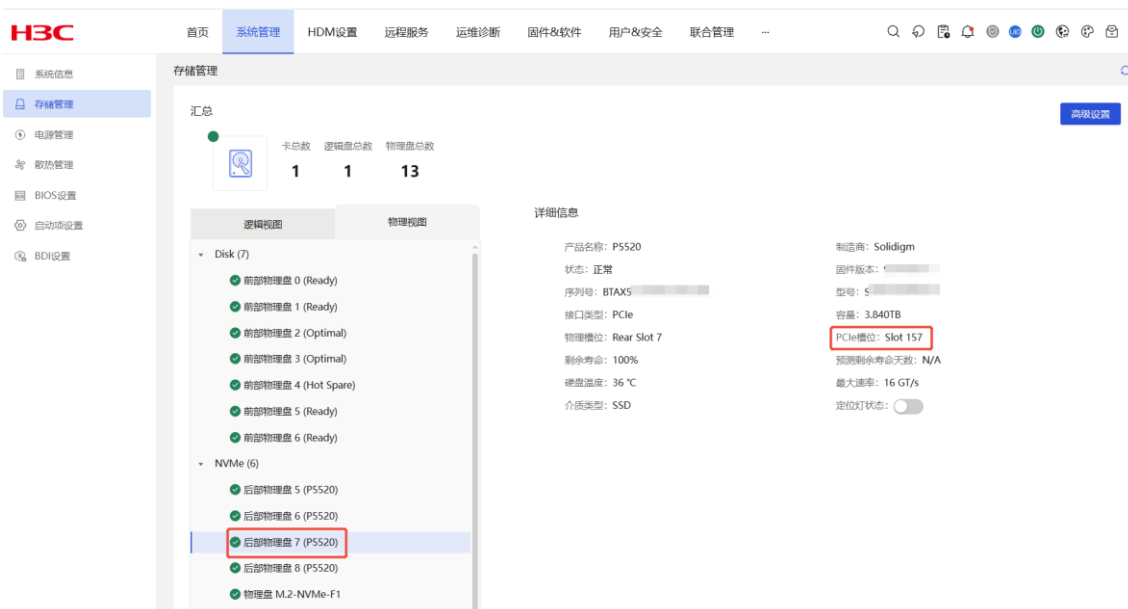 H3C
首页 系统管理 HDM设置 远程服务 运维诊断 固件&软件 用户&安全 联合管理 ... UID
系统信息
存储管理
电源管理
散热管理
BIOS设置
启动项设置
BDI设置
存储管理
汇总
高级设置
卡总数 逻辑盘总数 物理盘总数
1 1 13
逻辑视图 物理视图
Disk (7)
前部物理盘 0 (Ready)
前部物理盘 1 (Ready)
前部物理盘 2 (Optimal)
前部物理盘 3 (Optimal)
前部物理盘 4 (Hot Spare)
前部物理盘 5 (Ready)
前部物理盘 6 (Ready)
NVMe (6)
后部物理盘 5 (P5520)
后部物理盘 6 (P5520)
后部物理盘 7 (P5520)
后部物理盘 8 (P5520)
物理盘 M.2-NVMe-F1
详细信息
产品名称: P5520 制造商: Solidigm
状态: 正常 固件版本:
序列号: BTAX5 型号: S
接口类型: PCIe 容量: 3.840TB
物理槽位: Rear Slot 7 PCIe槽位: Slot 157
剩余寿命: 100% 预测剩余寿命天数: N/A
硬盘温度: 36 ℃ 最大速率: 16 GT/s
介质类型: SSD 定位灯状态: